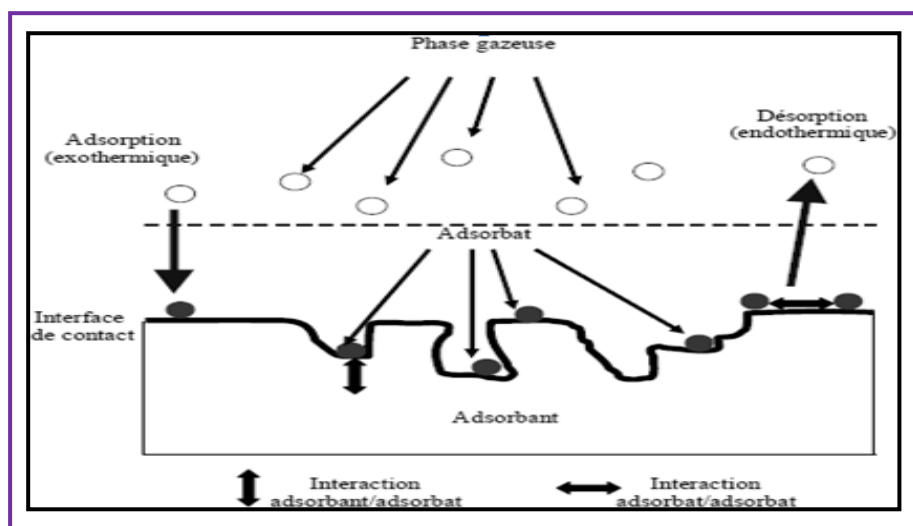 Phase gazeuse
Adsorption
(exothermique)
Désorption
(endothermique)
Adsorbat
Interface
de contact
Adsorbant
Interaction
adsorbant/adsorbat
Interaction
adsorbat/adsorbat